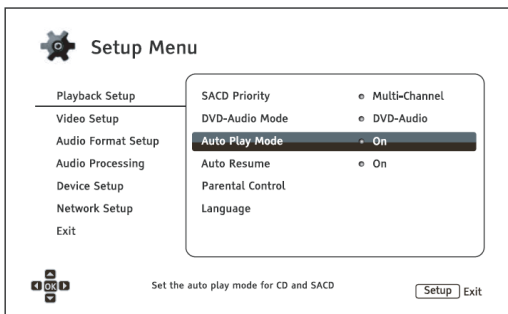 Setup Menu
Playback Setup
Video Setup
Audio Format Setup
Audio Processing
Device Setup
Network Setup
Exit
SACD Priority Multi-Channel
DVD-Audio Mode DVD-Audio
Auto Play Mode On
Auto Resume On
Parental Control
Language
OK
Set the auto play mode for CD and SACD
Setup Exit